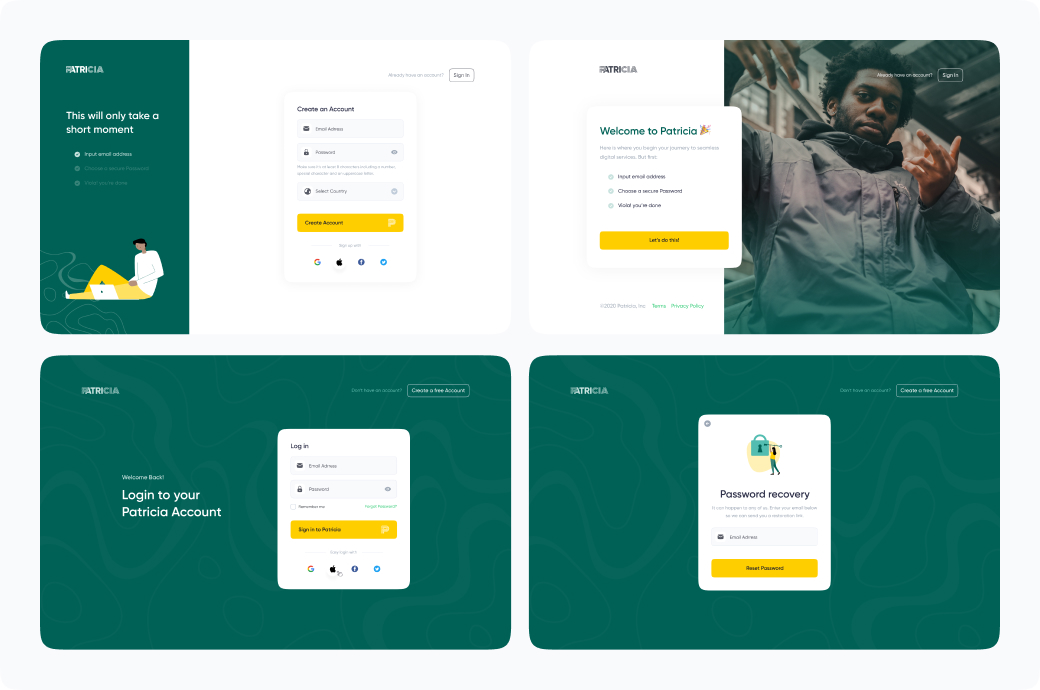 PATRICIA
Already have an account?
Sign In
This will only take a
short moment
Input email address
Choose a secure Password
Viola! you're done
Create an Account
Email Adress
Password
Select Country
Create Account
Sign up with
PATRICIA
Already have an account?
Sign In
Welcome to Patricia
Here is where you begin your journey to seamless
digital services. But first.
Input email address
Choose a secure Password
Viola! you're done
Let's do this!
©2020 Patricia, Inc.
Terms
Privacy Policy
PATRICIA
Don't have an account?
Create a free Account
Welcome Back!
Login to your
Patricia Account
Log in
Email Adress
Password
Remember me
Forgot Password?
Sign in to Patricia
Easy login with
PATRICIA
Don't have an account?
Create a free Account
Password recovery
It can happen to any of us. Enter your email below
so we can send you a restoration link.
Email Adress
Reset Password